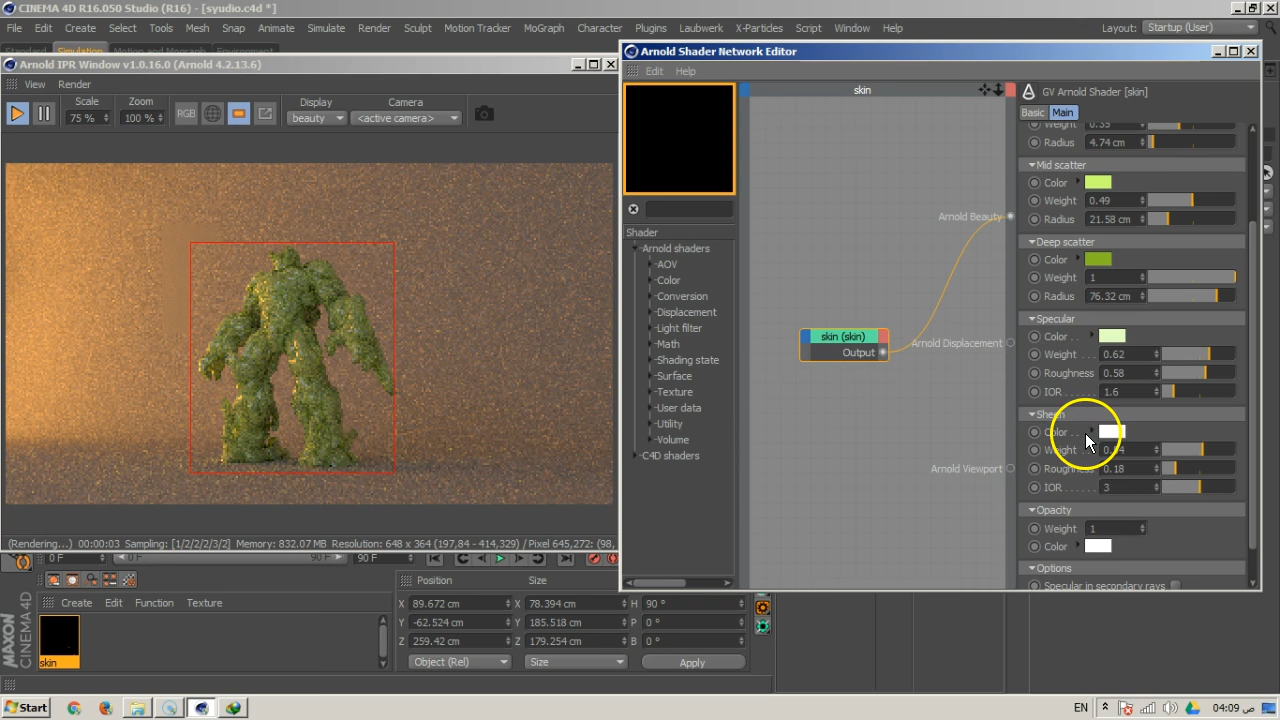 CINEMA 4D R16.050 Studio (R16) - [syudio.c4d *]
File Edit Create Select Tools Mesh Snap Animate Simulate Render Sculpt Motion Tracker MoGraph Character Plugins Laubwerk X-Particles Script Window Help Layout: Startup (User)
Standard Simulation Motion and Mograph Environment
Arnold IPR Window v1.0.16.0 (Arnold 4.2.13.6)
View Render
Scale Zoom Display Camera
75 % 100 % RGB beauty <active camera>
(Rendering...) 00:00:03 Sampling: [1/2/2/2/3/2] Memory: 832.07 MB Resolution: 648 x 364 (197,84 - 414,329) / Pixel 645,272: (98,
Arnold Shader Network Editor
Edit Help
Shader
Arnold shaders
AOV
Color
Conversion
Displacement
Light filter
Math
Shading state
Surface
Texture
User data
Utility
Volume
C4D shaders
skin
Arnold Beauty
skin (skin)
Output
Arnold Displacement
Arnold Viewport
GV Arnold Shader [skin]
Basic Main
Weight 0.35
Radius 4.74 cm
Mid scatter
Color
Weight 0.49
Radius 21.58 cm
Deep scatter
Color
Weight 1
Radius 76.32 cm
Specular
Color . .
Weight . . . 0.62
Roughness 0.58
IOR . . . . . . 1.6
Sheen
Color . . .
Weight
Roughness 0.18
IOR . . . . . . 3
Opacity
Weight 1
Color
Options
Specular in secondary rays
0 F 0 F 90 F 90 F
Create Edit Function Texture
skin
MAXON
CINEMA 4D
Position Size
X 89.672 cm X 78.394 cm H 90 °
Y -62.524 cm Y 185.518 cm P 0 °
Z 259.42 cm Z 179.254 cm B 0 °
Object (Rel) Size Apply
Start EN 04:09 ص